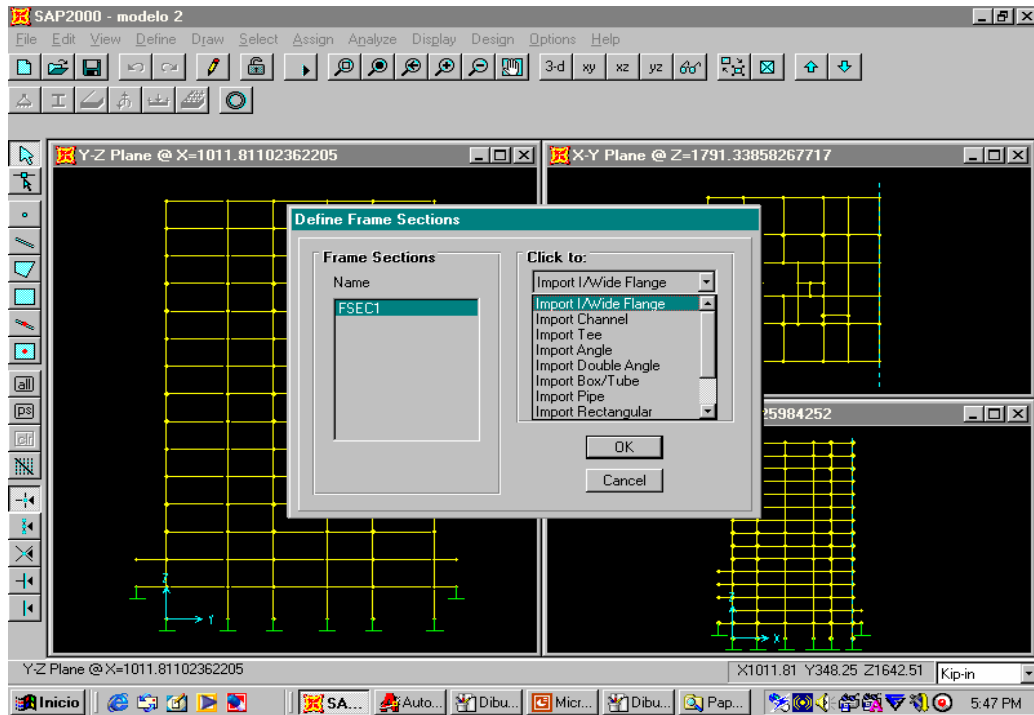 SAP2000 - modelo 2
File Edit View Define Draw Select Assign Analyze Display Design Options Help
3-d xy xz yz
Y-Z Plane @ X=1011.81102362205
X-Y Plane @ Z=1791.33858267717
Define Frame Sections
Frame Sections
Click to:
Name
Import I/Wide Flange
FSEC1
Import I/Wide Flange
Import Channel
Import Tee
Import Angle
Import Double Angle
Import Box/Tube
Import Pipe
Import Rectangular
OK
Cancel
25984252
all
ps
clr
Z
Y
Z
X
Y-Z Plane @ X=1011.81102362205
X1011.81 Y348.25 Z1642.51
Kip-in
Inicio
SA...
Auto...
Dibu...
Micr...
Dibu...
Pap...
5:47 PM